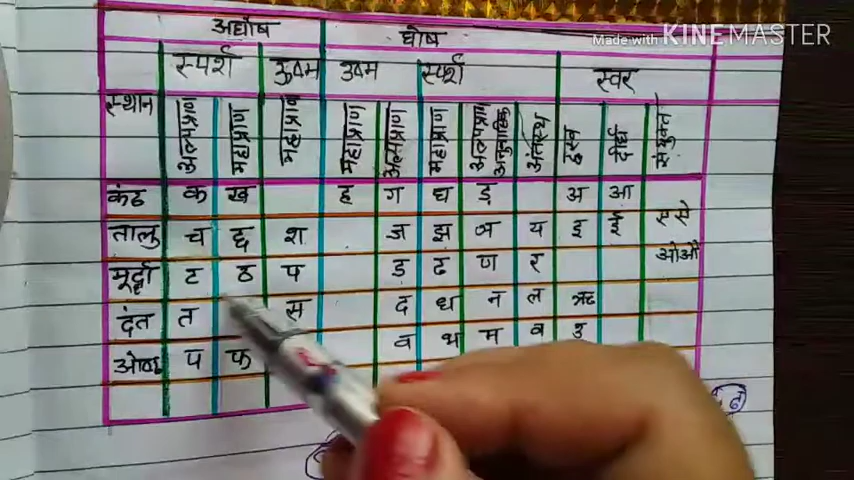 Made with KINEMASTER
अघोष घोष
स्पर्श ऊष्म उष्म स्पर्श स्वर
स्थान अल्पप्राण महाप्राण महाप्राण महाप्राण अल्पप्राण महाप्राण अल्पप्राण अनुनासिक अंतस्थ ह्रस्व दीर्घ संयुक्त
कंठ क ख ह ग घ ड़ अ आ
तालु च छ श ज झ ञ य इ ई
मूर्द्धा ट ठ ष ड ढ ण र ओ औ
दंत त स द ध न ल ऋ
ओष्ठ प फ ब भ म व